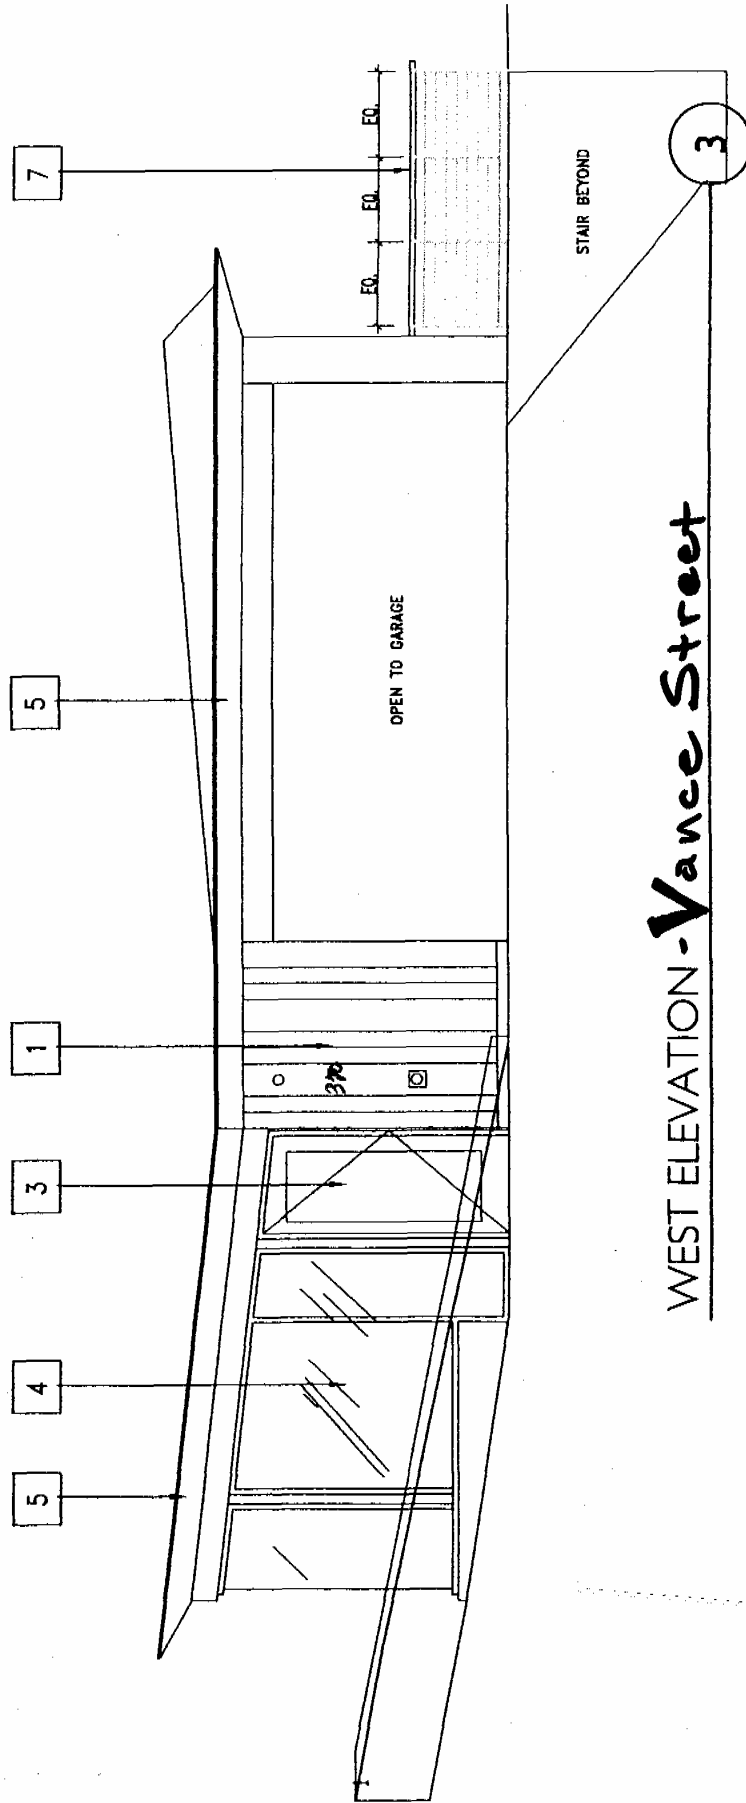 5 4 3 1 5 7
EQ. EQ. EQ.
370
OPEN TO GARAGE
STAIR BEYOND
WEST ELEVATION - Vance Street
3